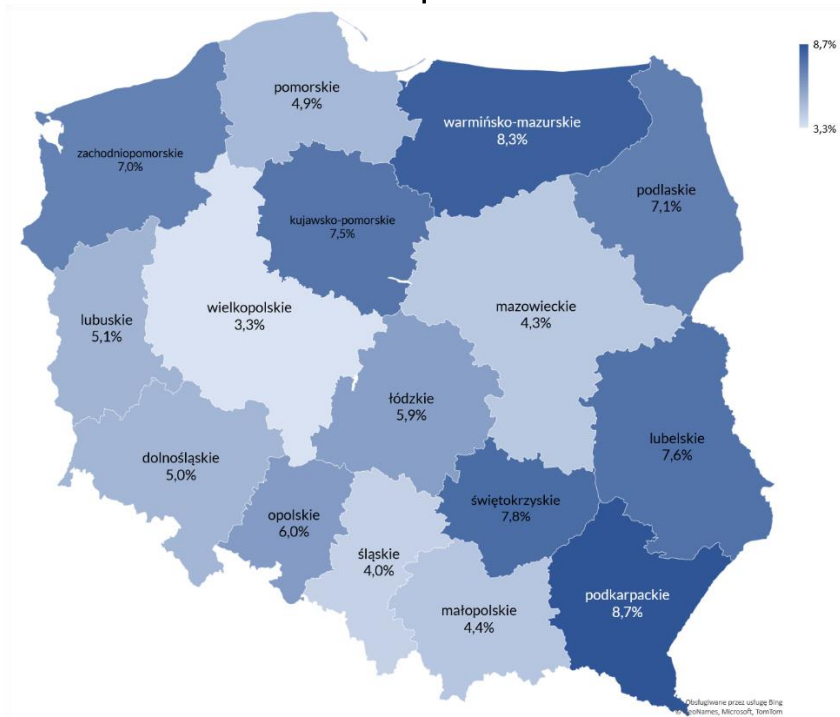 8,7%
3,3%
pomorskie
4,9%
warmińsko-mazurskie
8,3%
zachodniopomorskie
7,0%
podlaskie
7,1%
kujawsko-pomorskie
7,5%
wielkopolskie
3,3%
mazowieckie
4,3%
lubuskie
5,1%
łódzkie
5,9%
lubelskie
7,6%
dolnośląskie
5,0%
świętokrzyskie
7,8%
opolskie
6,0%
śląskie
4,0%
podkarpackie
8,7%
małopolskie
4,4%
Obsługiwane przez usługę Bing
© GeoNames, Microsoft, TomTom